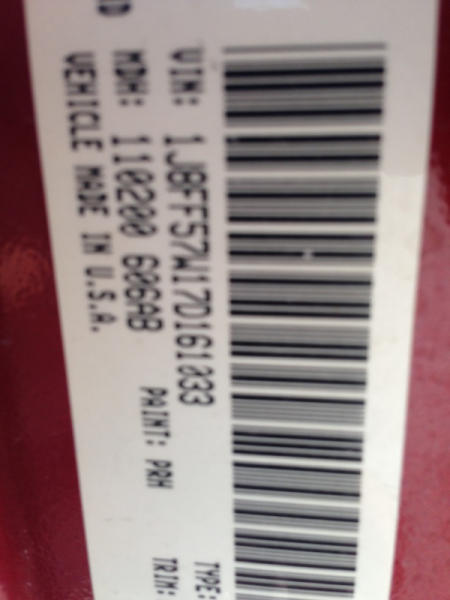 VIN: 1J8FF57W17D161033 TYPE:
MDH: 110200 606AB PAINT: PRH TRIM:
VEHICLE MADE IN U.S.A.